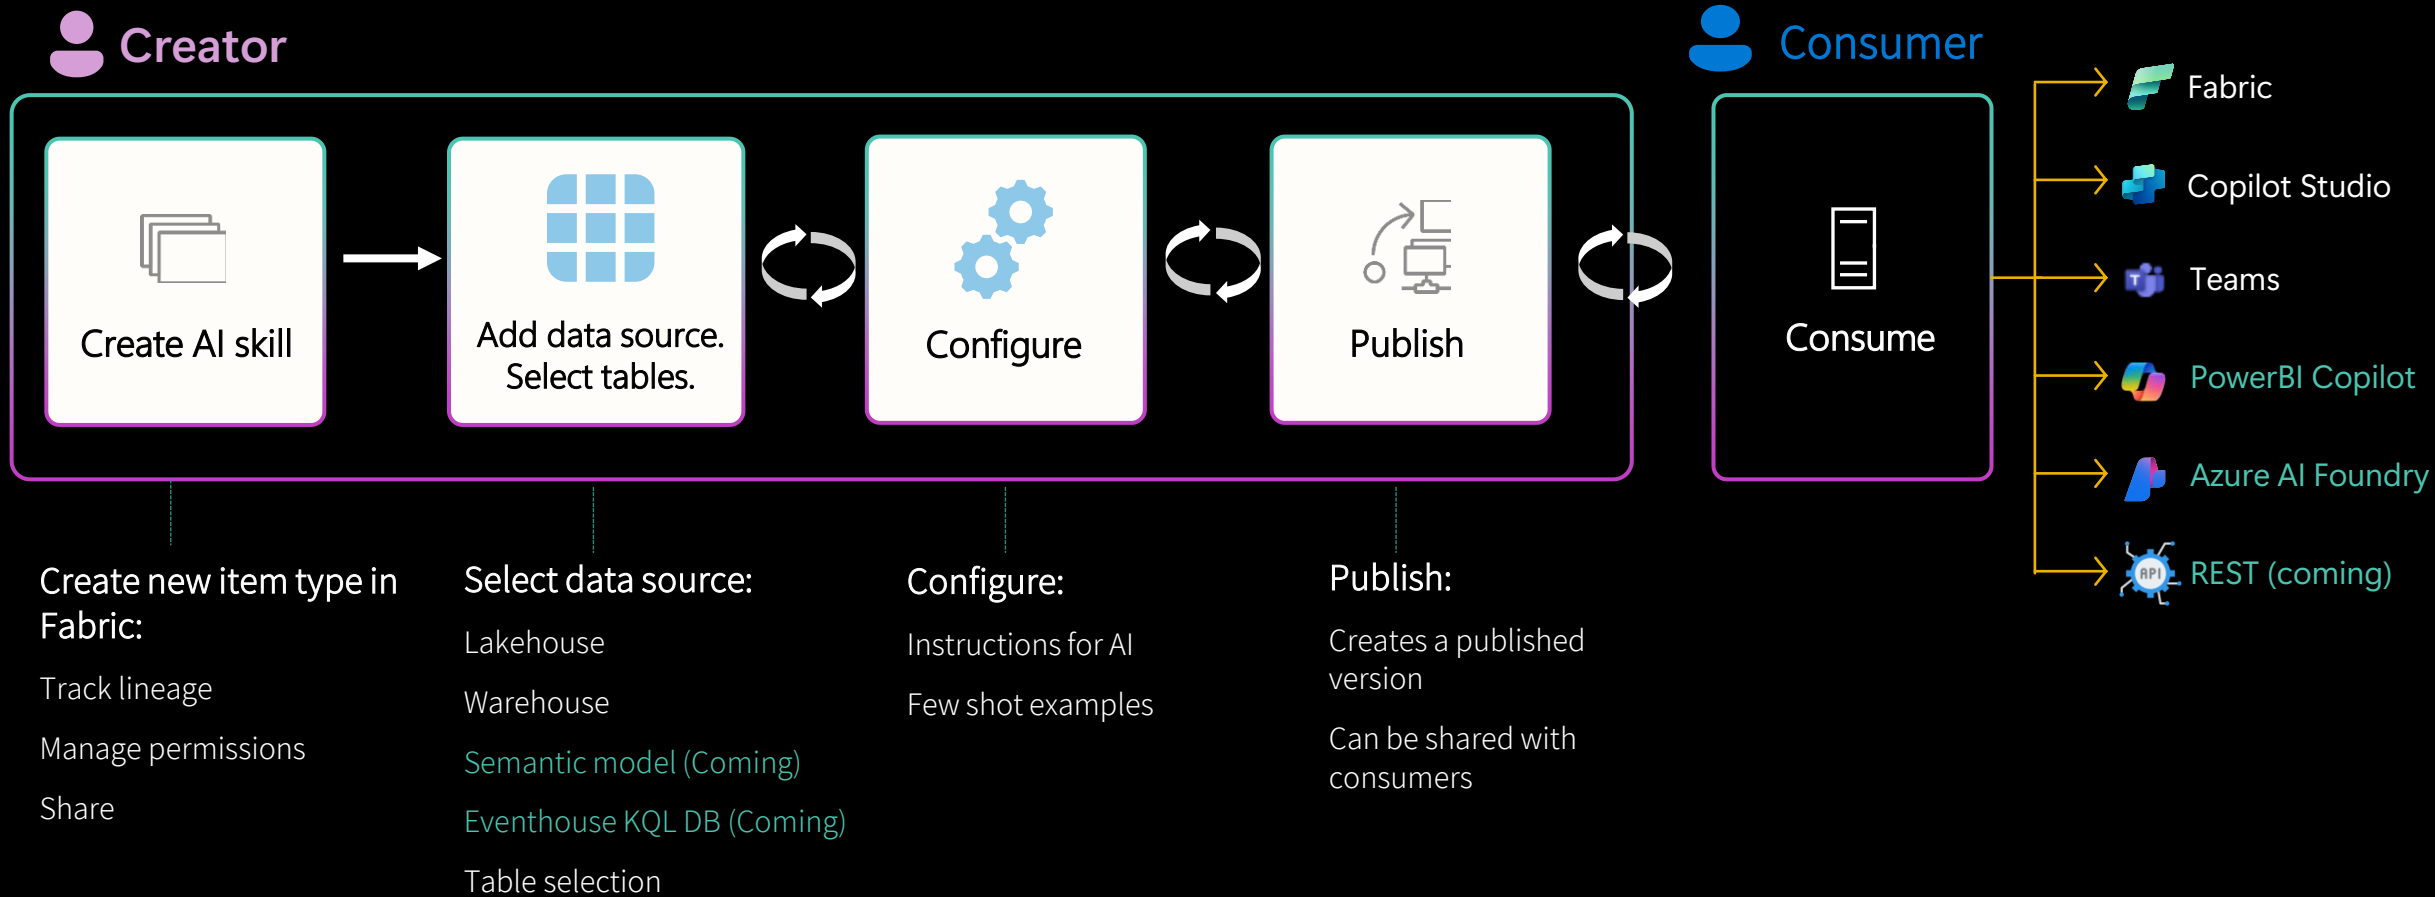 Creator
Consumer
Create AI skill
Add data source.
Select tables.
Configure
Publish
Consume
Fabric
Copilot Studio
Teams
PowerBI Copilot
Azure AI Foundry
API
REST (coming)
Create new item type in
Fabric:
Track lineage
Manage permissions
Share
Select data source:
Lakehouse
Warehouse
Semantic model (Coming)
Eventhouse KQL DB (Coming)
Table selection
Configure:
Instructions for AI
Few shot examples
Publish:
Creates a published
version
Can be shared with
consumers